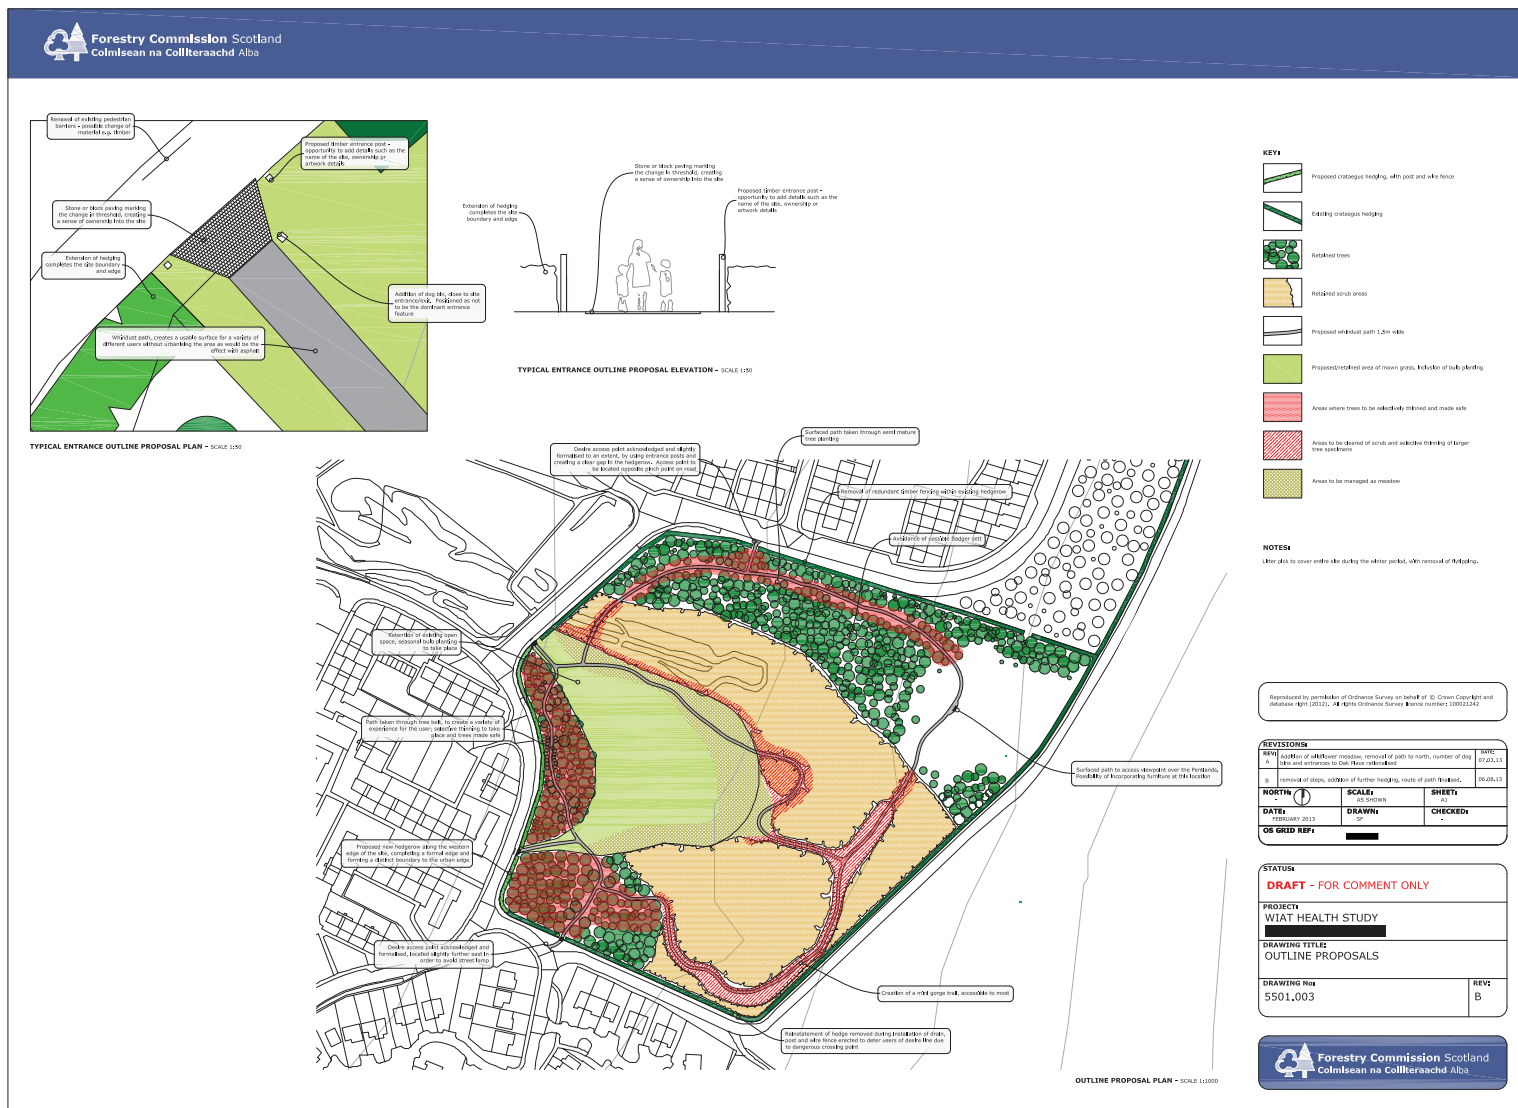 Forestry Commission Scotland
Coimisean na Coilltearachd Alba
Renewal of existing pedestrian
barriers - possible change of
material e.g. timber
Proposed timber entrance post -
opportunity to add details such as the
name of the site, ownership or
artwork details
Stone or block paving marking
the change in threshold, creating
a sense of ownership into the site
Extension of hedging
completes the site boundary
and edge
Addition of dog bin, close to site
entrance/exit. Positioned as not
to be the dominant entrance
feature
Whindust path, creates a usable surface for a variety of
different users without urbanising the area as would be the
effect with asphalt
TYPICAL ENTRANCE OUTLINE PROPOSAL PLAN - SCALE 1:50
Stone or block paving marking
the change in threshold, creating
a sense of ownership into the site
Extension of hedging
completes the site
boundary and edge
Proposed timber entrance post -
opportunity to add details such as the
name of the site, ownership or
artwork details
TYPICAL ENTRANCE OUTLINE PROPOSAL ELEVATION - SCALE 1:50
Desire access point acknowledged and slightly
formalised to an extent, by using entrance posts and
creating a clear gap in the hedgerow. Access point to
be located opposite pinch point on road
Surfaced path taken through semi mature
tree planting
Removal of redundant timber fencing within existing hedgerow
Avoidance of possible Badger sett
Retention of existing open
space, seasonal bulb planting
to take place
Path taken through tree belt, to create a variety of
experience for the user; selective thinning to take
place and trees made safe
Surfaced path to access viewpoint over the Pentlands.
Possibility of incorporating furniture at this location
Proposed new hedgerow along the western
edge of the site, completing a formal edge and
forming a distinct boundary to the urban edge
Desire access point acknowledged and
formalised, located slightly further east in
order to avoid street lamp
Creation of a mini gorge trail, accessible to most
Reinstatement of hedge removed during installation of drain,
post and wire fence erected to deter users of desire line due
to dangerous crossing point
OUTLINE PROPOSAL PLAN - SCALE 1:1000
KEY:
Proposed crataegus hedging, with post and wire fence
Existing crataegus hedging
Retained trees
Retained scrub areas
Proposed whindust path 1.5m wide
Proposed/retained area of mown grass, inclusion of bulb planting
Areas where trees to be selectively thinned and made safe
Areas to be cleared of scrub and selective thinning of larger
tree specimens
Areas to be managed as meadow
NOTES:
Litter pick to cover entire site during the winter period, with removal of flytipping.
Reproduced by permission of Ordnance Survey on behalf of © Crown Copyright and
database right (2012). All rights Ordnance Survey licence number: 100021242
REVISIONS:
REV: DATE:
A Addition of wildflower meadow, removal of path to north, number of dog
bins and entrances to Oak Place rationalised 07.03.13
B removal of steps, addition of further hedging, route of path finalised. 06.08.13
NORTH: SCALE: SHEET:
- AS SHOWN A1
DATE: DRAWN: CHECKED:
FEBRUARY 2013 SF -
OS GRID REF:
STATUS:
DRAFT - FOR COMMENT ONLY
PROJECT:
WIAT HEALTH STUDY
DRAWING TITLE:
OUTLINE PROPOSALS
DRAWING No: REV:
5501.003 B
Forestry Commission Scotland
Coimisean na Coilltearachd Alba